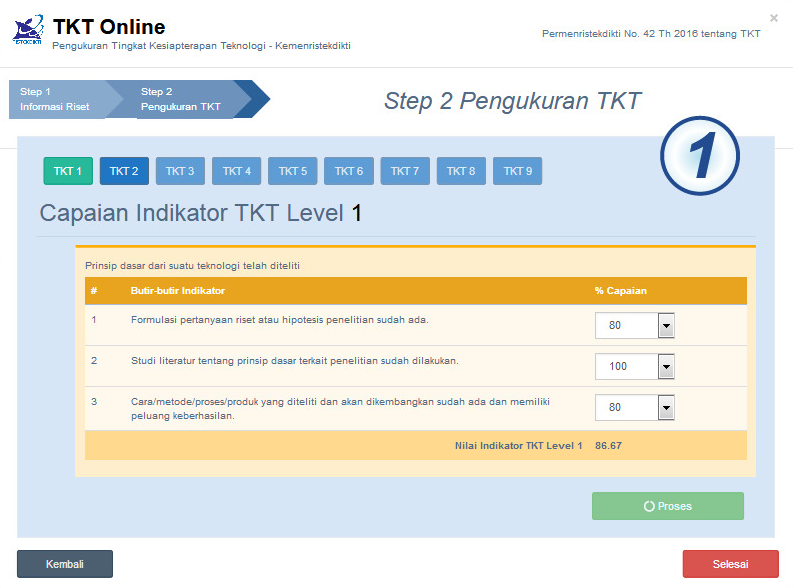 TKT Online
Pengukuran Tingkat Kesiapterapan Teknologi - Kemenristekdikti
Permenristekdikti No. 42 Th 2016 tentang TKT
×
Step 1
Informasi Riset
Step 2
Pengukuran TKT
Step 2 Pengukuran TKT
1
TKT 1 TKT 2 TKT 3 TKT 4 TKT 5 TKT 6 TKT 7 TKT 8 TKT 9
Capaian Indikator TKT Level 1
Prinsip dasar dari suatu teknologi telah diteliti
# Butir-butir Indikator % Capaian
1 Formulasi pertanyaan riset atau hipotesis penelitian sudah ada. 80
2 Studi literatur tentang prinsip dasar terkait penelitian sudah dilakukan. 100
3 Cara/metode/proses/produk yang diteliti dan akan dikembangkan sudah ada dan memiliki
peluang keberhasilan. 80
Nilai Indikator TKT Level 1 86.67
Proses
Kembali
Selesai